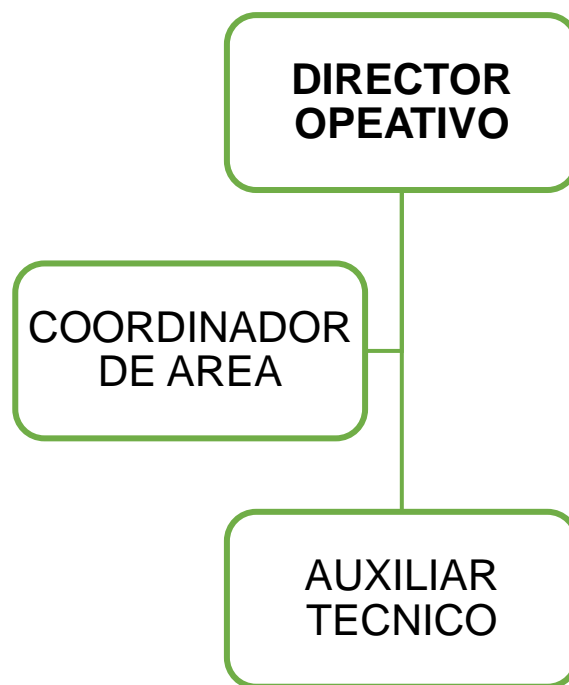 DIRECTOR
OPEATIVO
COORDINADOR
DE AREA
AUXILIAR
TECNICO